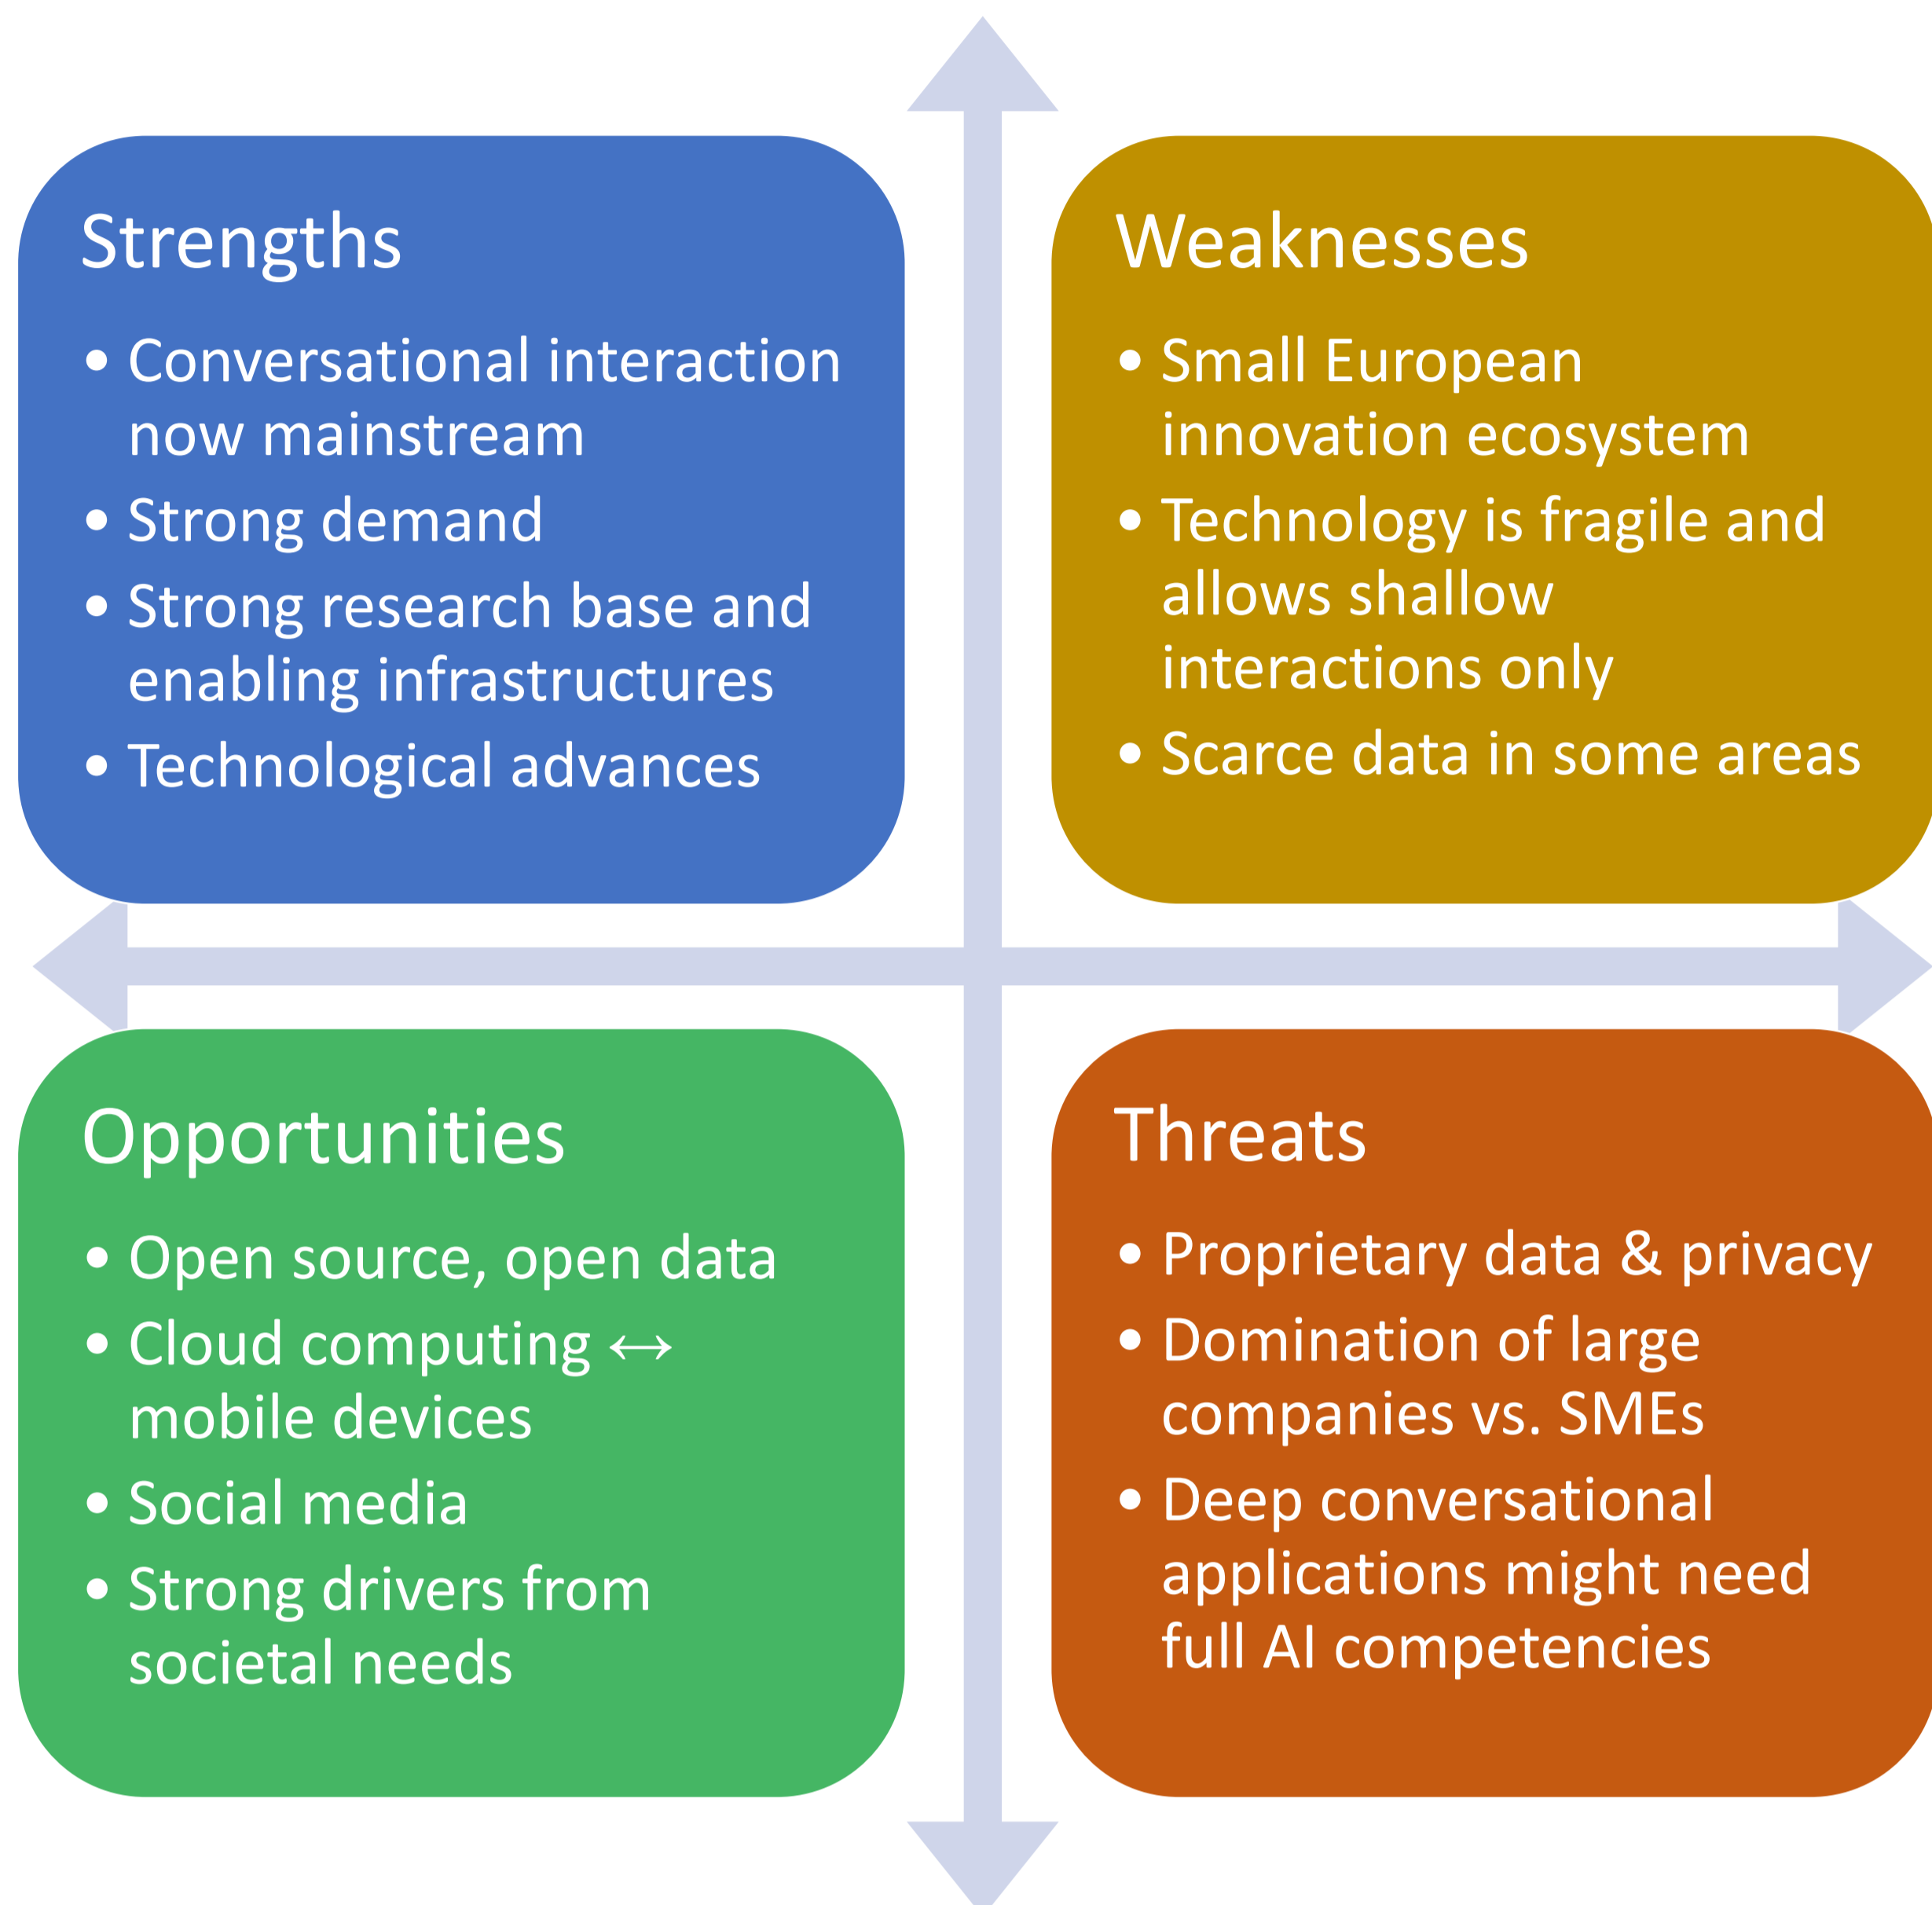 Strengths
• Conversational interaction
now mainstream
• Strong demand
• Strong research base and
enabling infrastructures
• Technological advances
Weaknesses
• Small European
innovation ecosystem
• Technology is fragile and
allows shallow
interactions only
• Scarce data in some areas
Opportunities
• Open source, open data
• Cloud computing ↔
mobile devices
• Social media
• Strong drivers from
societal needs
Threats
• Proprietary data & privacy
• Domination of large
companies vs. SMEs
• Deep conversational
applications might need
full AI competencies